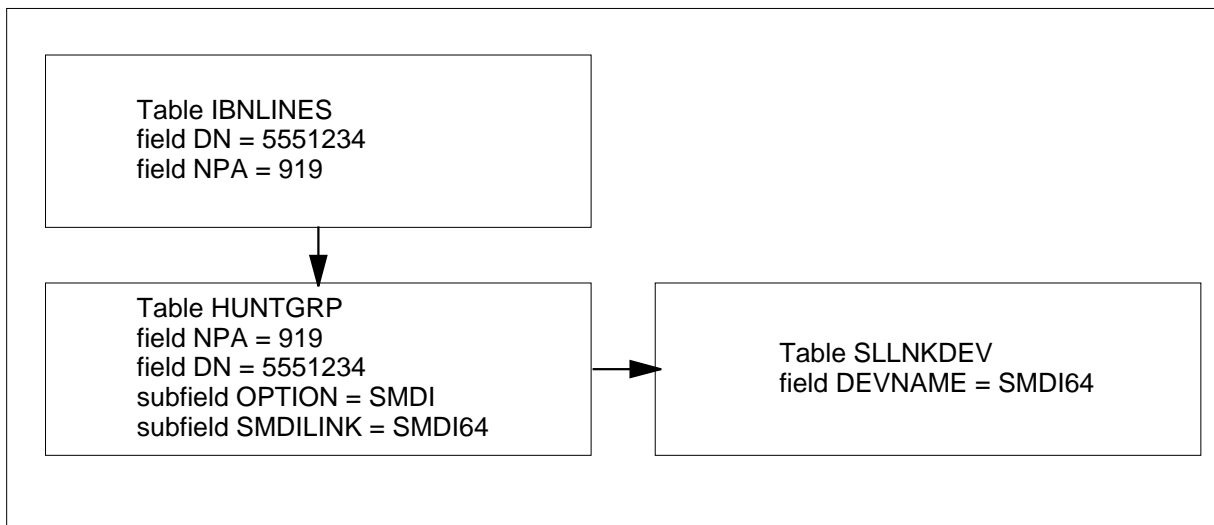 Table IBNLINES
field DN = 5551234
field NPA = 919
Table HUNTGRP
field NPA = 919
field DN = 5551234
subfield OPTION = SMDI
subfield SMDILINK = SMDI64
Table SLLNKDEV
field DEVNAME = SMDI64